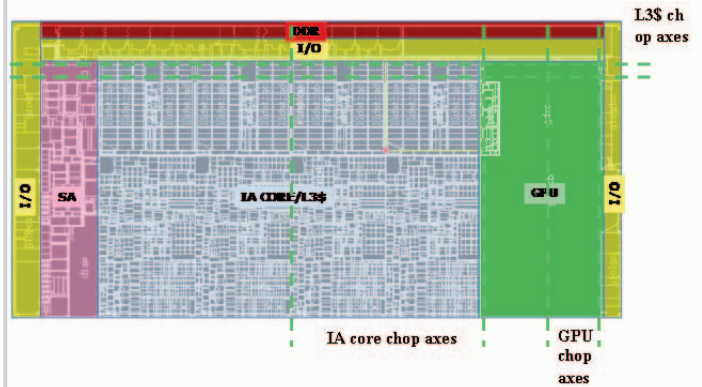 L3$ ch
op axes
DDR
I/O
I/O
SA
IA CORE/L3$
GPU
I/O
IA core chop axes
GPU
chop
axes